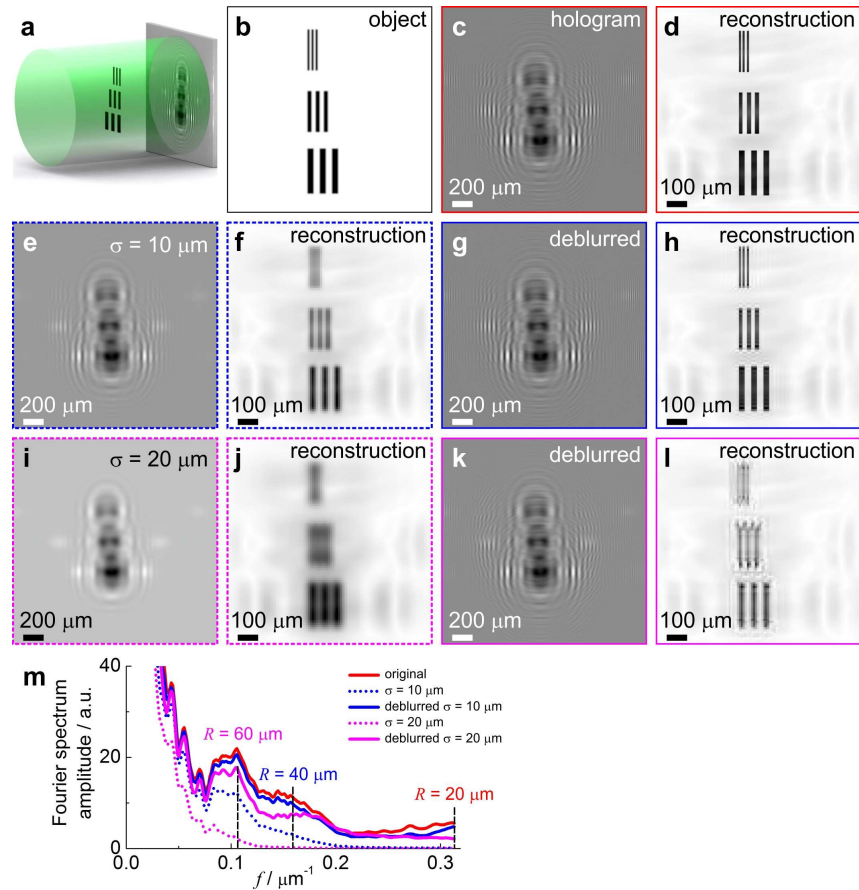 a
b
object
c
hologram
200 µm
d
reconstruction
100 µm
e
σ = 10 µm
200 µm
f
reconstruction
100 µm
g
deblurred
200 µm
h
reconstruction
100 µm
i
σ = 20 µm
200 µm
j
reconstruction
100 µm
k
deblurred
200 µm
l
reconstruction
100 µm
m
Fourier spectrum
amplitude / a.u.
40
20
0
R = 60 µm
R = 40 µm
R = 20 µm
original
σ = 10 µm
deblurred σ = 10 µm
σ = 20 µm
deblurred σ = 20 µm
0.0 0.1 0.2 0.3
f / µm⁻¹